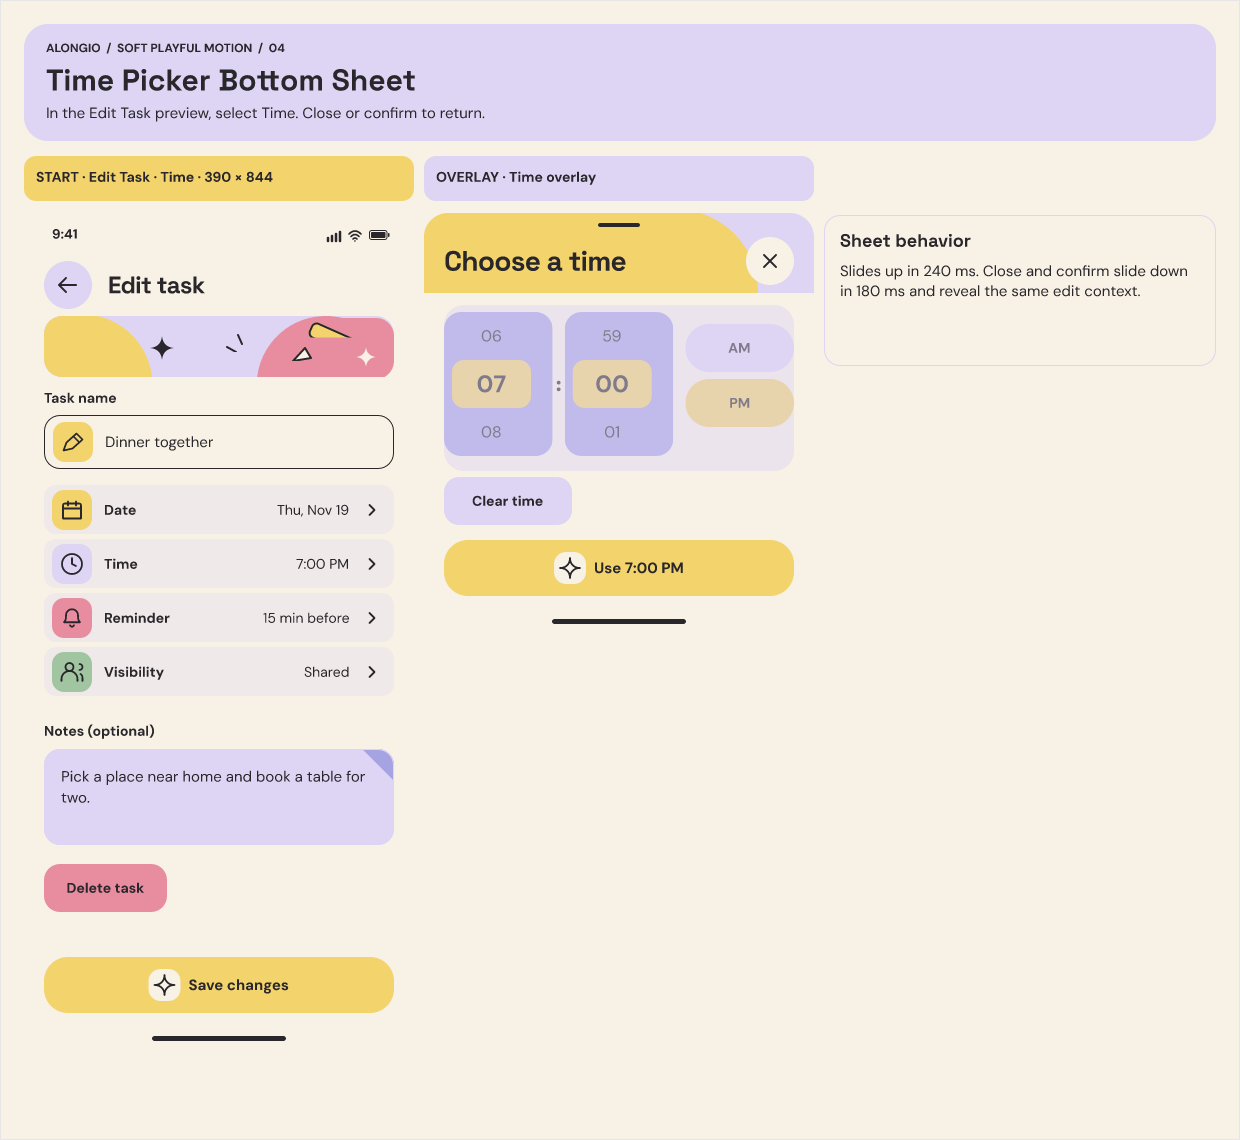 ALONGIO / SOFT PLAYFUL MOTION / 04
Time Picker Bottom Sheet
In the Edit Task preview, select Time. Close or confirm to return.
START · Edit Task · Time · 390 × 844
9:41
Edit task
Task name
Dinner together
Date
Thu, Nov 19
Time
7:00 PM
Reminder
15 min before
Visibility
Shared
Notes (optional)
Pick a place near home and book a table for
two.
Delete task
Save changes
OVERLAY · Time overlay
Choose a time
06
59
07
:
00
08
01
AM
PM
Clear time
Use 7:00 PM
Sheet behavior
Slides up in 240 ms. Close and confirm slide down
in 180 ms and reveal the same edit context.